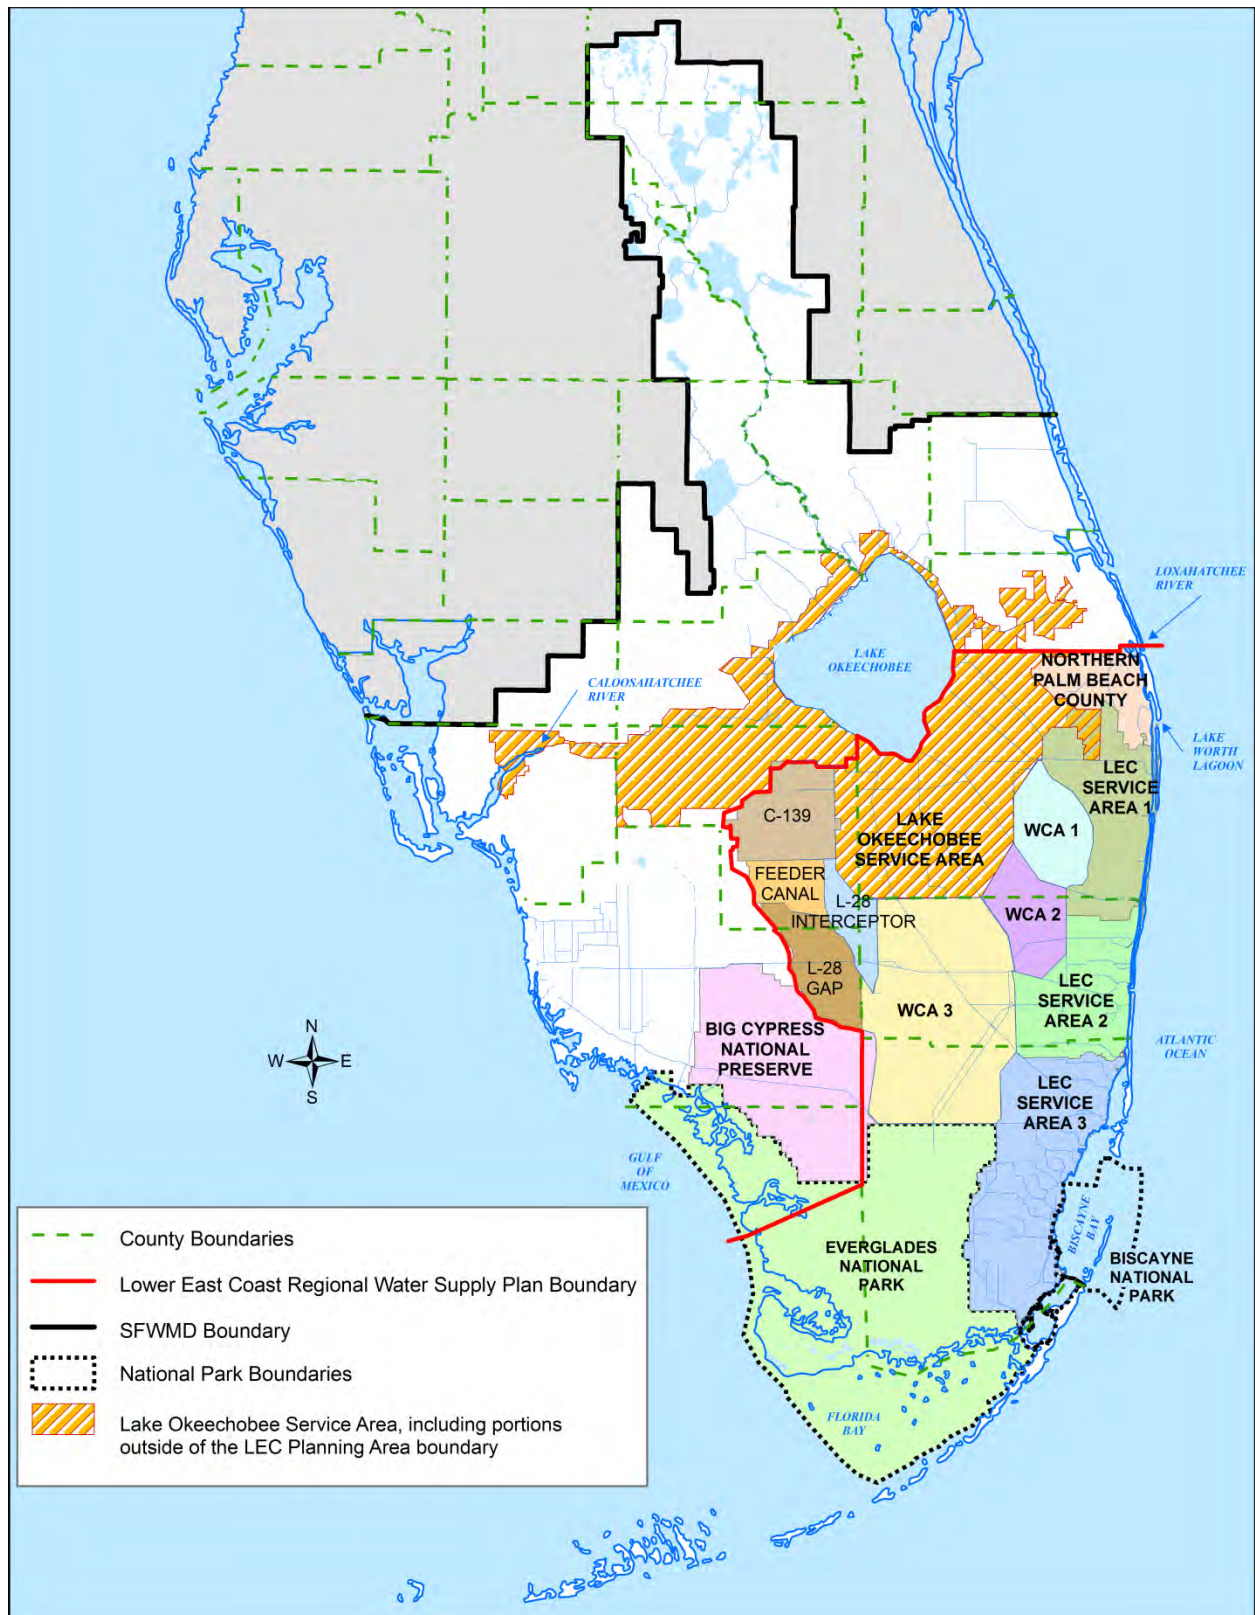 LOXAHATCHEE
RIVER
LAKE
OKEECHOBEE
NORTHERN
PALM BEACH
COUNTY
CALOOSAHATCHEE
RIVER
LAKE
WORTH
LAGOON
LEC
SERVICE
AREA 1
C-139
LAKE
OKEECHOBEE
SERVICE AREA
WCA 1
FEEDER
CANAL
L-28
INTERCEPTOR
WCA 2
L-28
GAP
WCA 3
LEC
SERVICE
AREA 2
BIG CYPRESS
NATIONAL
PRESERVE
ATLANTIC
OCEAN
N
W
E
S
LEC
SERVICE
AREA 3
GULF
OF
MEXICO
BISCAYNE
BAY
EVERGLADES
NATIONAL
PARK
BISCAYNE
NATIONAL
PARK
FLORIDA
BAY
County Boundaries
Lower East Coast Regional Water Supply Plan Boundary
SFWMD Boundary
National Park Boundaries
Lake Okeechobee Service Area, including portions
outside of the LEC Planning Area boundary